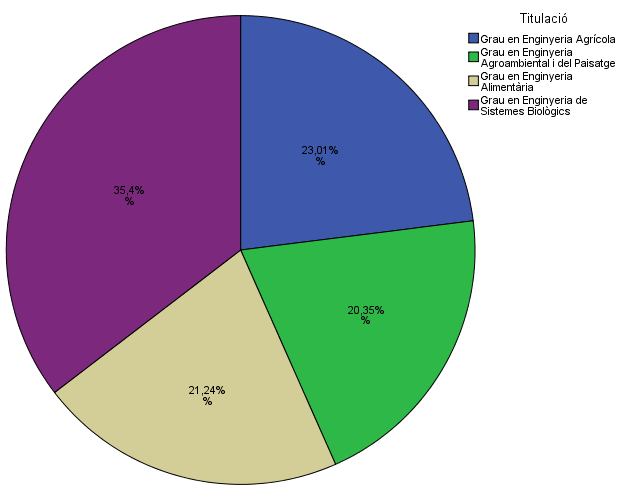 Titulació
Grau en Enginyeria Agrícola
Grau en Enginyeria
Agroambiental i del Paisatge
Grau en Enginyeria
Alimentària
Grau en Enginyeria de
Sistemes Biològics
23,01%
%
35,4%
%
20,35%
%
21,24%
%